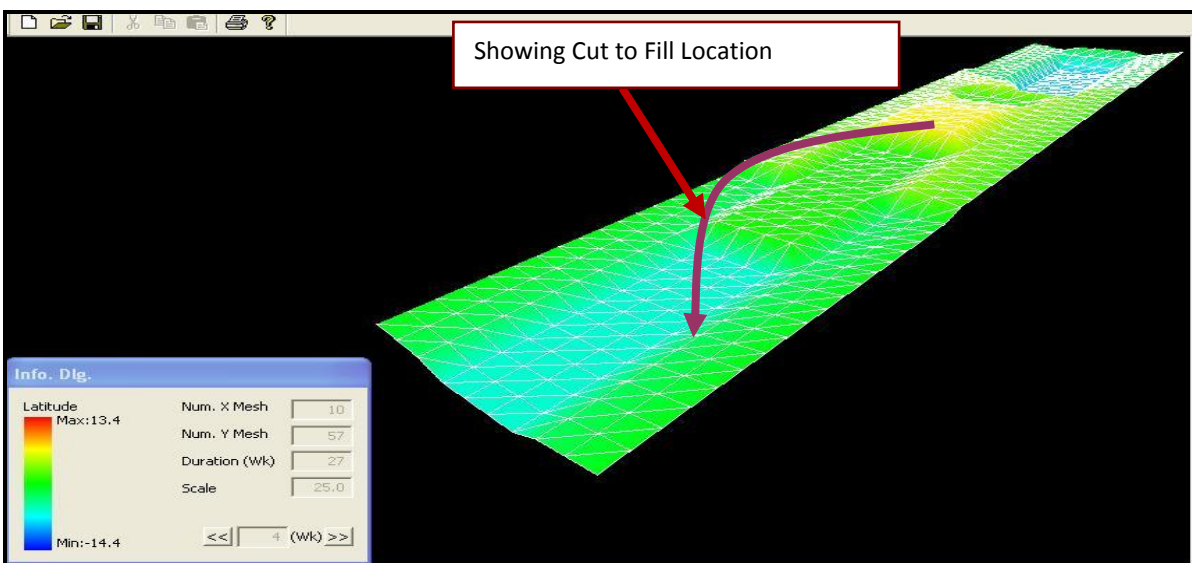 Showing Cut to Fill Location
Info. Dlg.
Latitude
Max:13.4
Min:-14.4
Num. X Mesh 10
Num. Y Mesh 57
Duration (Wk) 27
Scale 25.0
<< 4 (Wk) >>